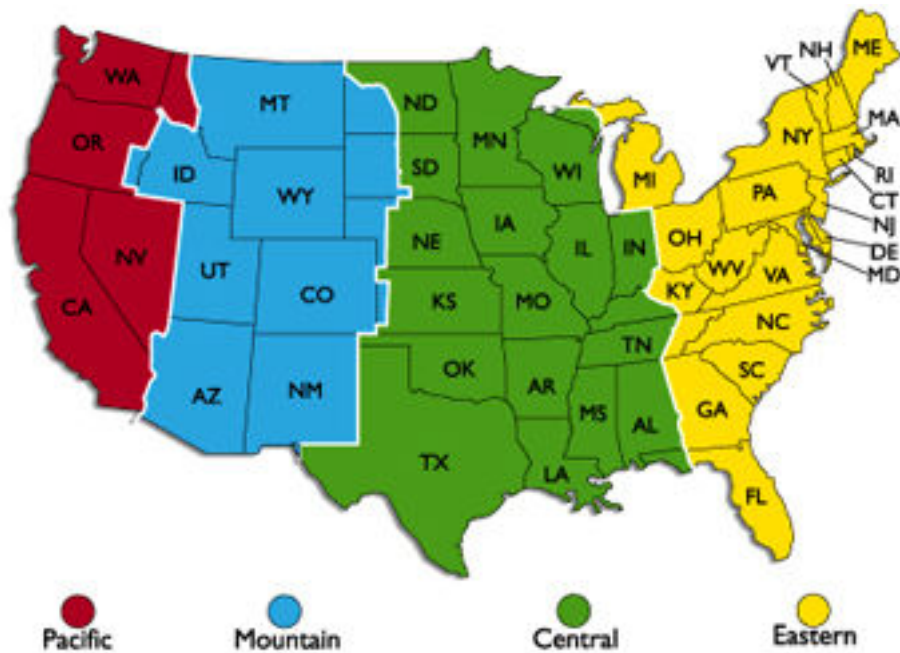 WA
MT
ND
ME
NH
VT
OR
MN
MA
ID
SD
WI
NY
WY
MI
RI
PA
CT
IA
NJ
NV
NE
OH
DE
UT
IL
IN
WV
MD
CA
CO
KS
MO
KY
VA
NC
TN
AZ
NM
OK
AR
SC
MS
AL
GA
TX
LA
FL
Pacific
Mountain
Central
Eastern